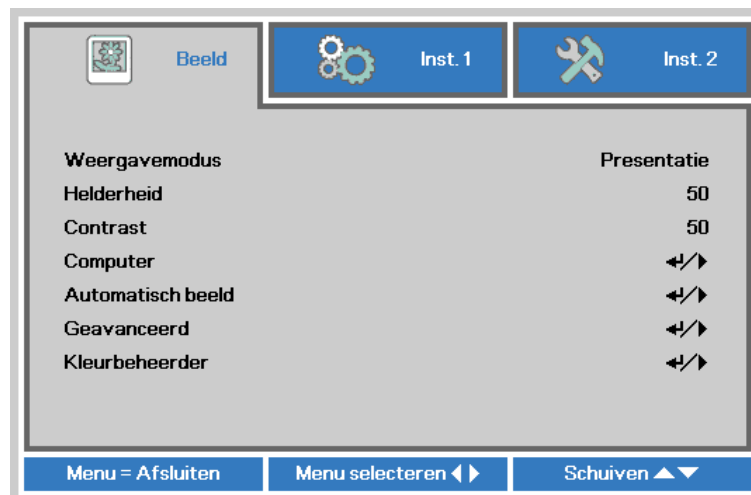 Beeld Inst. 1 Inst. 2
Weergavemodus Presentatie
Helderheid 50
Contrast 50
Computer ↵/▶
Automatisch beeld ↵/▶
Geavanceerd ↵/▶
Kleurbeheerder ↵/▶
Menu = Afsluiten Menu selecteren ◀▶ Schuiven ▲▼